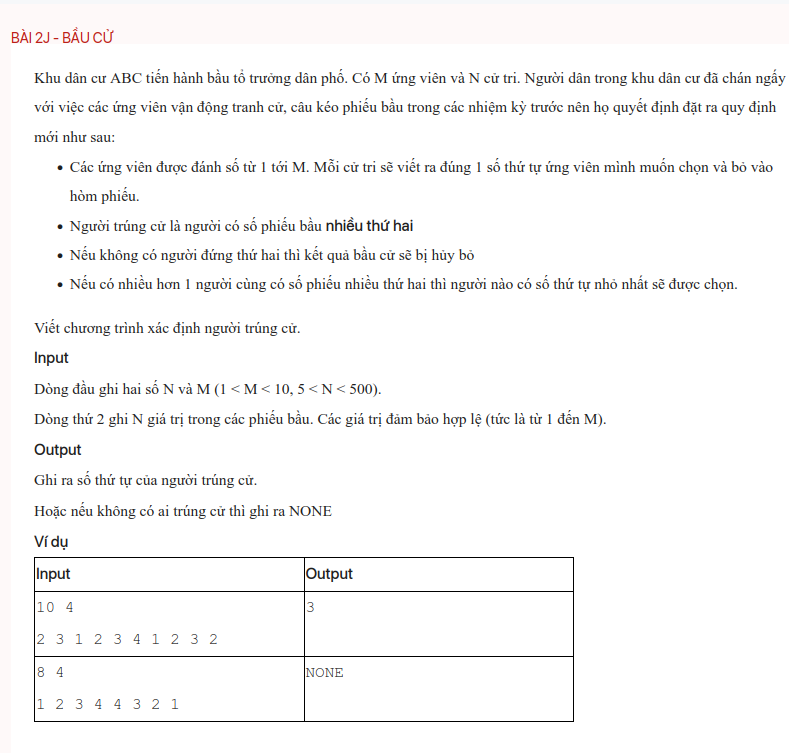 BÀI 2J - BẦU CỬ
Khu dân cư ABC tiến hành bầu tổ trưởng dân phố. Có M ứng viên và N cử tri. Người dân trong khu dân cư đã chán ngấy
với việc các ứng viên vận động tranh cử, câu kéo phiếu bầu trong các nhiệm kỳ trước nên họ quyết định đặt ra quy định
mới như sau:
• Các ứng viên được đánh số từ 1 tới M. Mỗi cử tri sẽ viết ra đúng 1 số thứ tự ứng viên mình muốn chọn và bỏ vào
hòm phiếu.
• Người trúng cử là người có số phiếu bầu nhiều thứ hai
• Nếu không có người đứng thứ hai thì kết quả bầu cử sẽ bị hủy bỏ
• Nếu có nhiều hơn 1 người cùng có số phiếu nhiều thứ hai thì người nào có số thứ tự nhỏ nhất sẽ được chọn.
Viết chương trình xác định người trúng cử.
Input
Dòng đầu ghi hai số N và M (1 < M < 10, 5 < N < 500).
Dòng thứ 2 ghi N giá trị trong các phiếu bầu. Các giá trị đảm bảo hợp lệ (tức là từ 1 đến M).
Output
Ghi ra số thứ tự của người trúng cử.
Hoặc nếu không có ai trúng cử thì ghi ra NONE
Ví dụ
Input Output
10 4 3
2 3 1 2 3 4 1 2 3 2
8 4 NONE
1 2 3 4 4 3 2 1